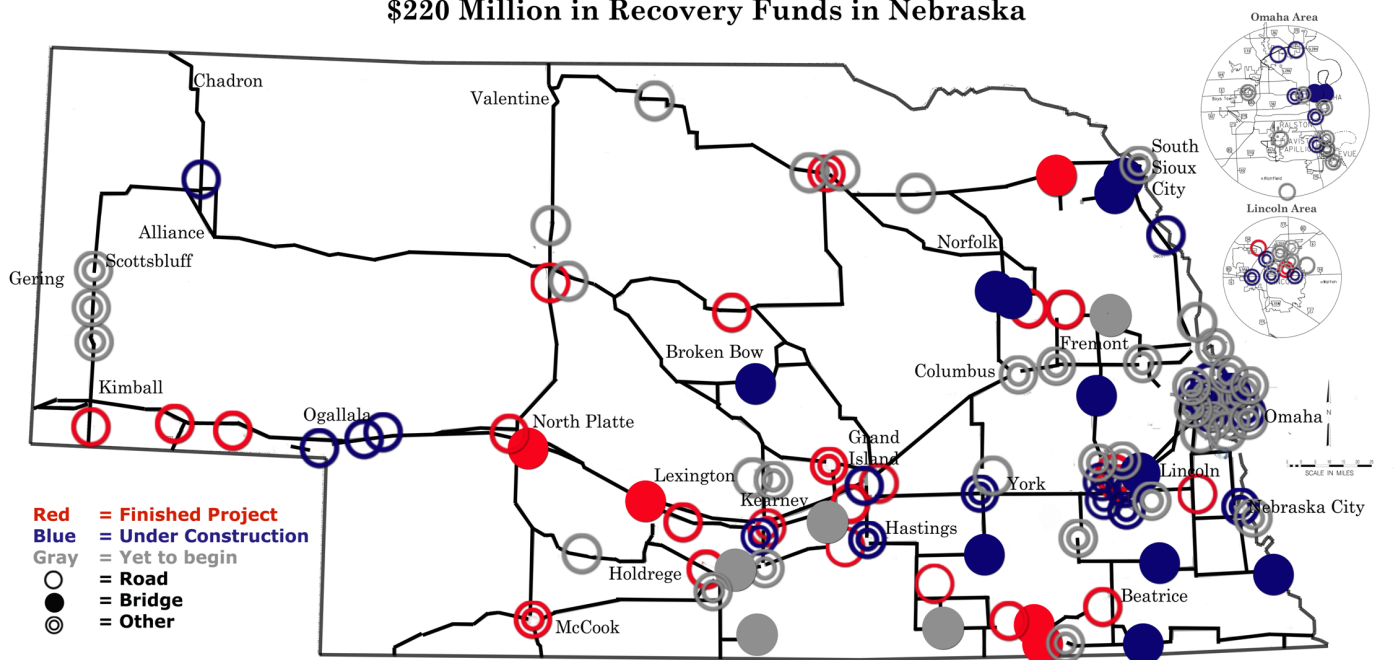 $220 Million in Recovery Funds in Nebraska
Omaha Area
Chadron
Valentine
RALSTON
South
Sioux
City
Lincoln Area
Alliance
Norfolk
Scottsbluff
Gering
Broken Bow
Fremont
Columbus
Kimball
Ogallala
North Platte
Omaha
Grand
Island
N
SCALE IN MILES
Lexington
Lincoln
York
Kearney
Nebraska City
Hastings
Red = Finished Project
Blue = Under Construction
Gray = Yet to begin
= Road
= Bridge
= Other
Holdrege
Beatrice
McCook